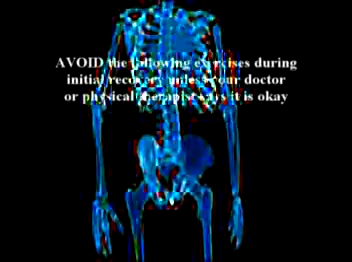 AVOID the following exercises during
initial recovery unless your doctor
or physical therapist says it is okay